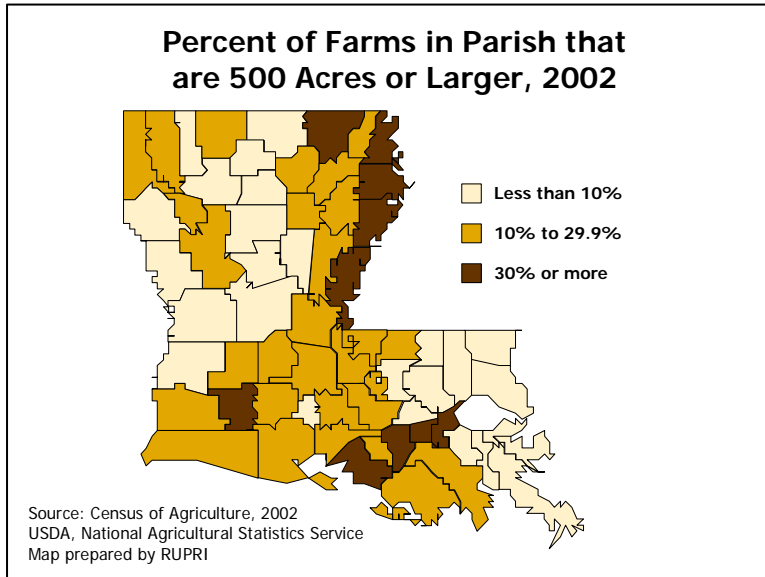 Percent of Farms in Parish that
are 500 Acres or Larger, 2002
Less than 10%
10% to 29.9%
30% or more
Source: Census of Agriculture, 2002
USDA, National Agricultural Statistics Service
Map prepared by RUPRI